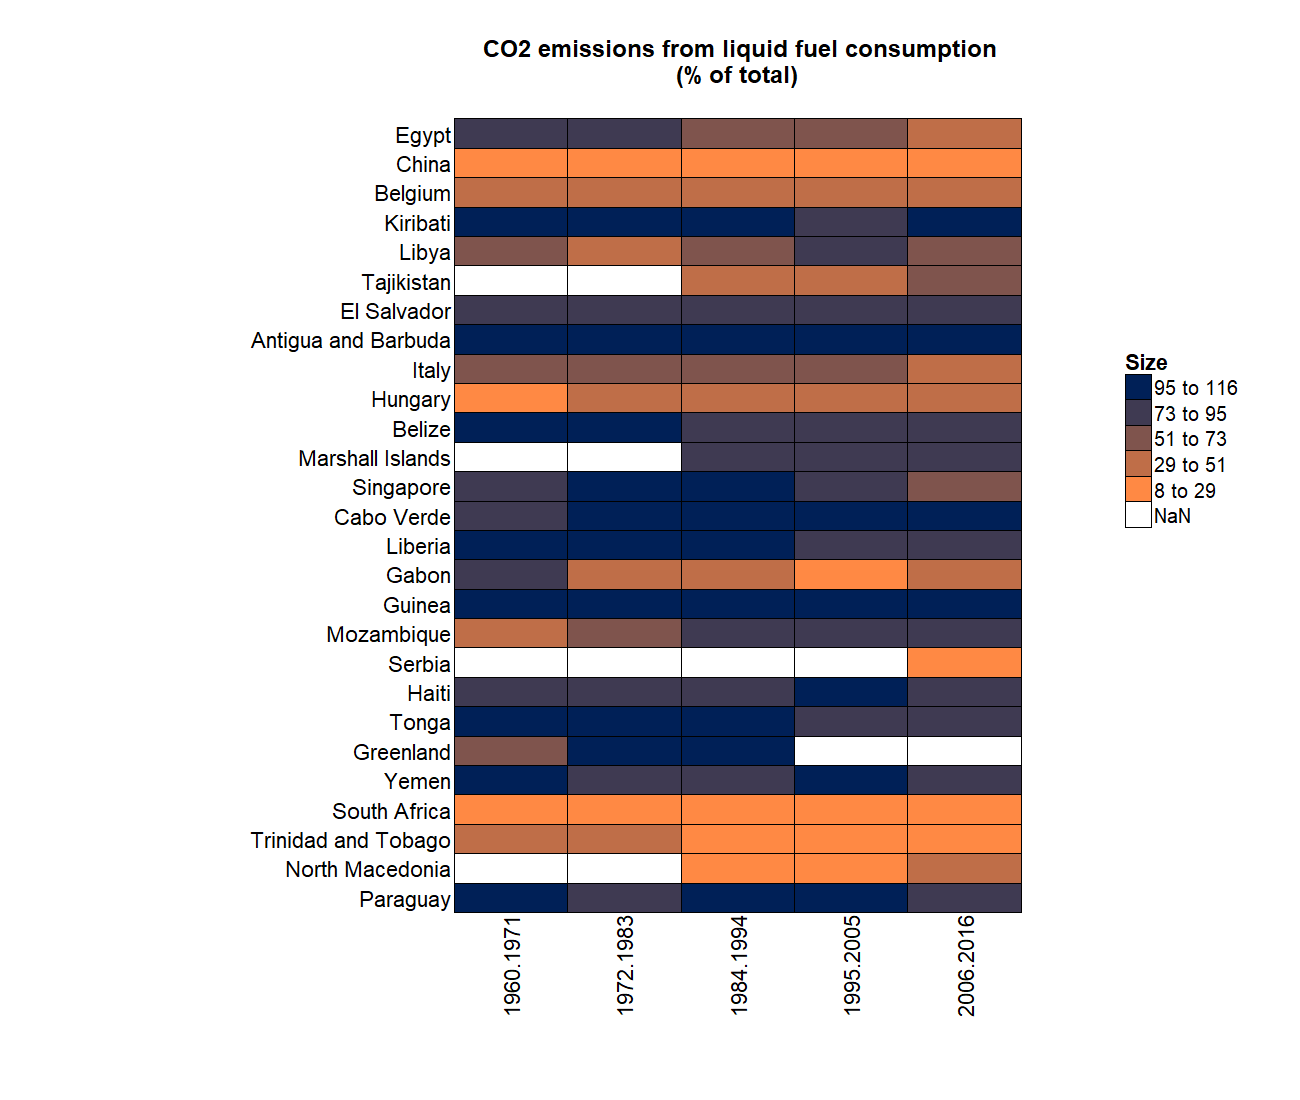 CO2 emissions from liquid fuel consumption
(% of total)
Egypt
China
Belgium
Kiribati
Libya
Tajikistan
El Salvador
Antigua and Barbuda
Italy
Hungary
Belize
Marshall Islands
Singapore
Cabo Verde
Liberia
Gabon
Guinea
Mozambique
Serbia
Haiti
Tonga
Greenland
Yemen
South Africa
Trinidad and Tobago
North Macedonia
Paraguay
1960.1971
1972.1983
1984.1994
1995.2005
2006.2016
Size
95 to 116
73 to 95
51 to 73
29 to 51
8 to 29
NaN